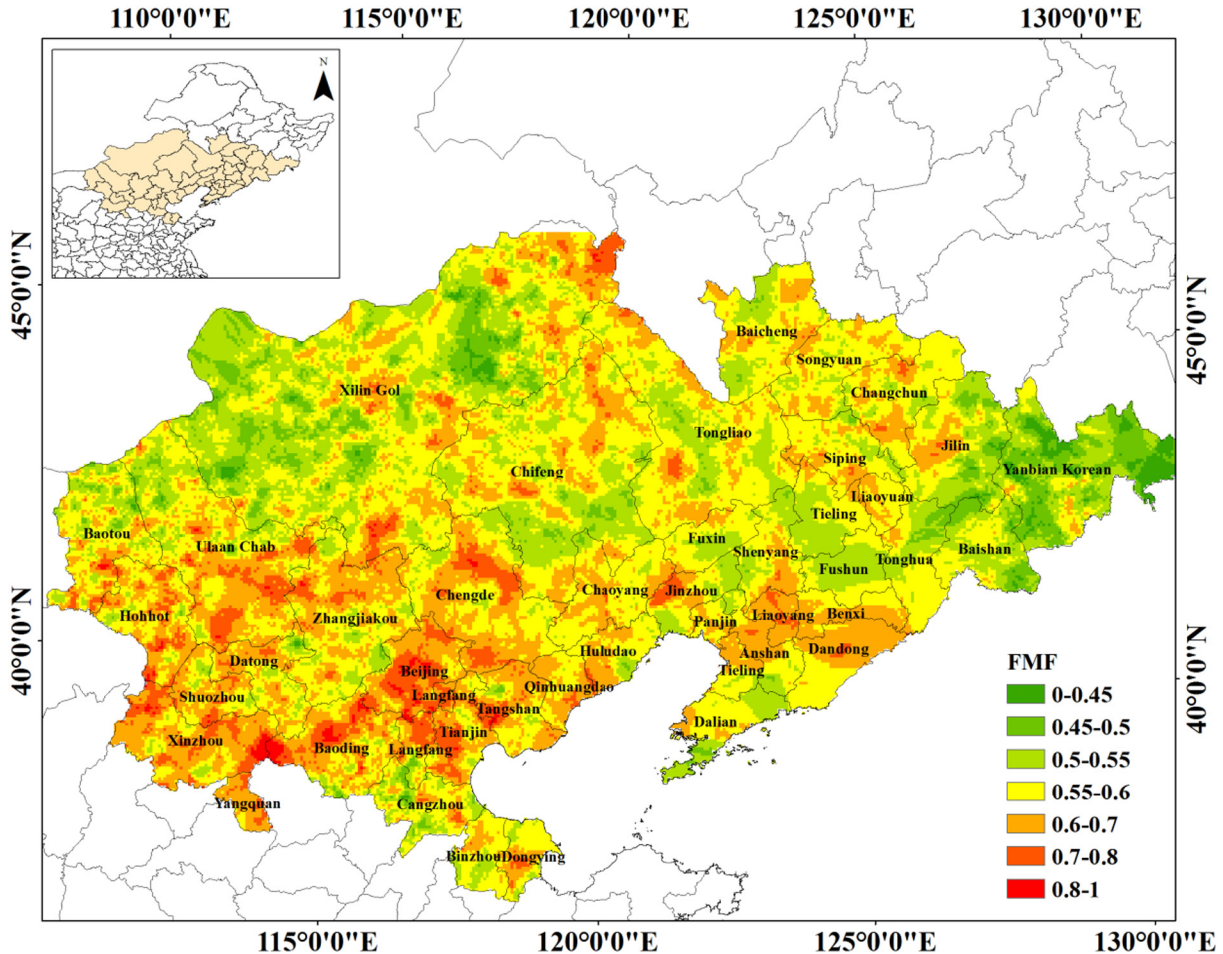 110°0'0"E 115°0'0"E 120°0'0"E 125°0'0"E 130°0'0"E
N
45°0'0"N
45°0'0"N
40°0'0"N
40°0'0"N
Baicheng
Songyuan
Xilin Gol
Changchun
Tongliao
Jilin
Siping
Chifeng
Yanbian Korean
Liaoyuan
Tieling
Baotou
Ulaan Chab
Fuxin
Shenyang
Baishan
Tonghua
Fushun
Chengde
Chaoyang
Jinzhou
Hohhot
Zhangjiakou
Panjin
Liaoyang
Benxi
Datong
Huludao
Anshan
Dandong
Beijing
Tieling
Shuozhou
Langfang
Qinhuangdao
Tangshan
Dalian
Xinzhou
Baoding
Tianjin
Langfang
Yangquan
Cangzhou
Binzhou
Dongying
FMF
0-0.45
0.45-0.5
0.5-0.55
0.55-0.6
0.6-0.7
0.7-0.8
0.8-1
115°0'0"E 120°0'0"E 125°0'0"E 130°0'0"E